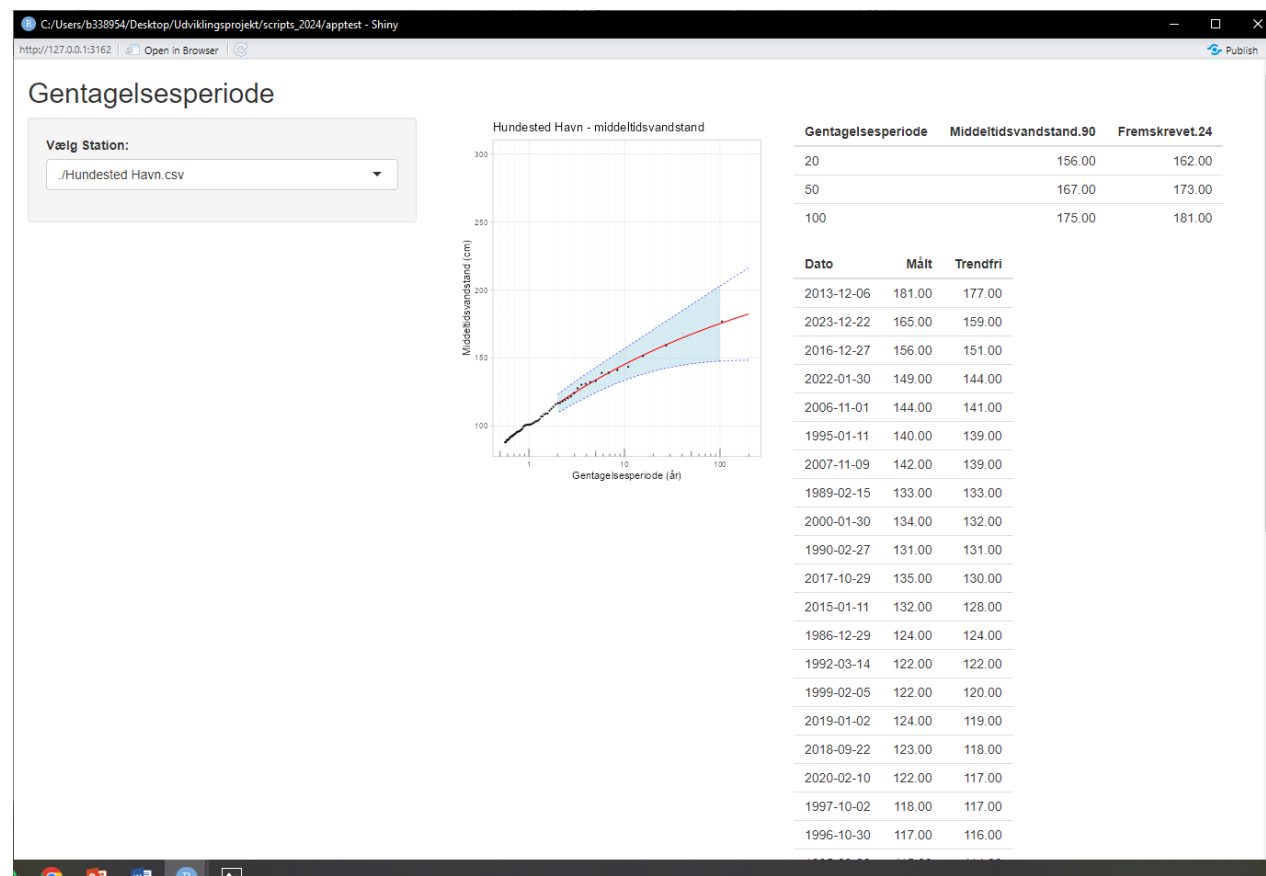 C:/Users/b338954/Desktop/Udviklingsprojekt/scripts_2024/apptest - Shiny
http://127.0.0.1:3162 Open in Browser Publish
Gentagelsesperiode
Vælg Station:
./Hundested Havn.csv
Hundested Havn - middeltidsvandstand
300
250
200
150
100
Middeltidsvandstand (cm)
1 10 100
Gentagelsesperiode (år)
Gentagelsesperiode Middeltidsvandstand.90 Fremskrevet.24
20 156.00 162.00
50 167.00 173.00
100 175.00 181.00
Dato Målt Trendfri
2013-12-06 181.00 177.00
2023-12-22 165.00 159.00
2016-12-27 156.00 151.00
2022-01-30 149.00 144.00
2006-11-01 144.00 141.00
1995-01-11 140.00 139.00
2007-11-09 142.00 139.00
1989-02-15 133.00 133.00
2000-01-30 134.00 132.00
1990-02-27 131.00 131.00
2017-10-29 135.00 130.00
2015-01-11 132.00 128.00
1986-12-29 124.00 124.00
1992-03-14 122.00 122.00
1999-02-05 122.00 120.00
2019-01-02 124.00 119.00
2018-09-22 123.00 118.00
2020-02-10 122.00 117.00
1997-10-02 118.00 117.00
1996-10-30 117.00 116.00